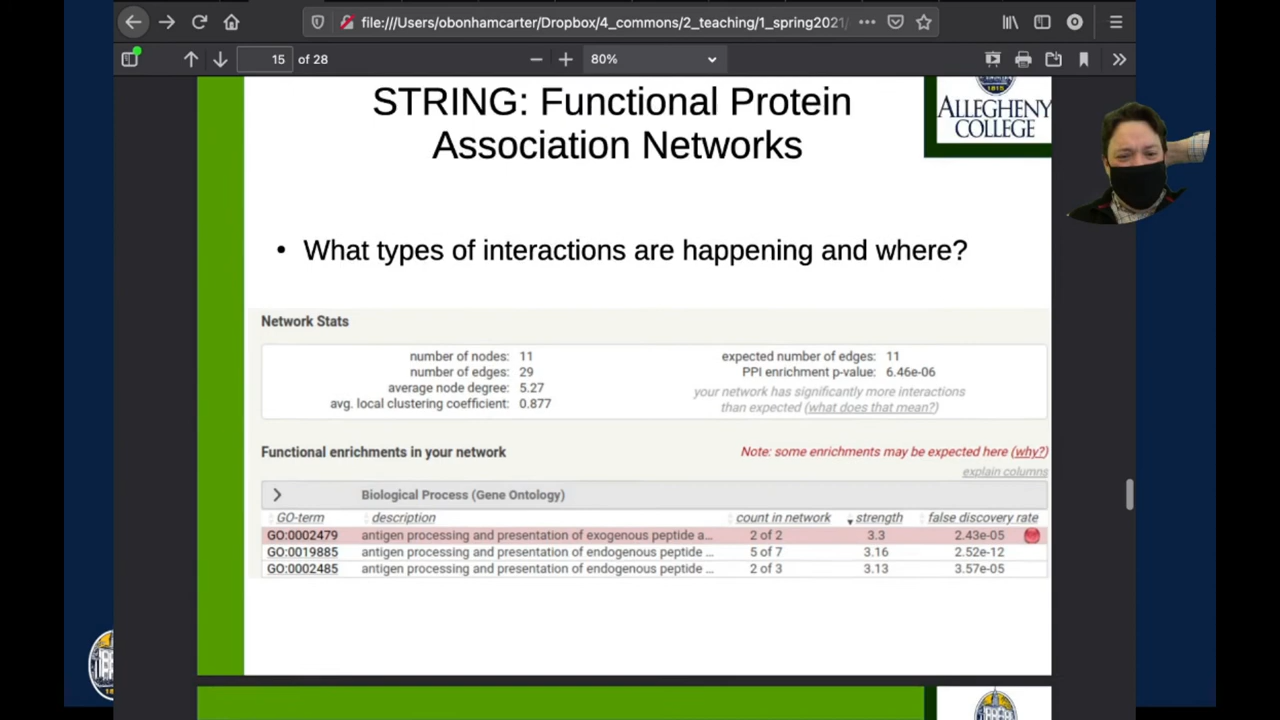 file:///Users/obonhamcarter/Dropbox/4_commons/2_teaching/1_spring2021/
15 of 28
80%
STRING: Functional Protein
Association Networks
1815
ALLEGHENY
COLLEGE
• What types of interactions are happening and where?
Network Stats
number of nodes: 11
number of edges: 29
average node degree: 5.27
avg. local clustering coefficient: 0.877
expected number of edges: 11
PPI enrichment p-value: 6.46e-06
your network has significantly more interactions
than expected (what does that mean?)
Functional enrichments in your network
Note: some enrichments may be expected here (why?)
explain columns
Biological Process (Gene Ontology)
GO-term description count in network strength false discovery rate
GO:0002479 antigen processing and presentation of exogenous peptide a... 2 of 2 3.3 2.43e-05
GO:0019885 antigen processing and presentation of endogenous peptide ... 5 of 7 3.16 2.52e-12
GO:0002485 antigen processing and presentation of endogenous peptide ... 2 of 3 3.13 3.57e-05